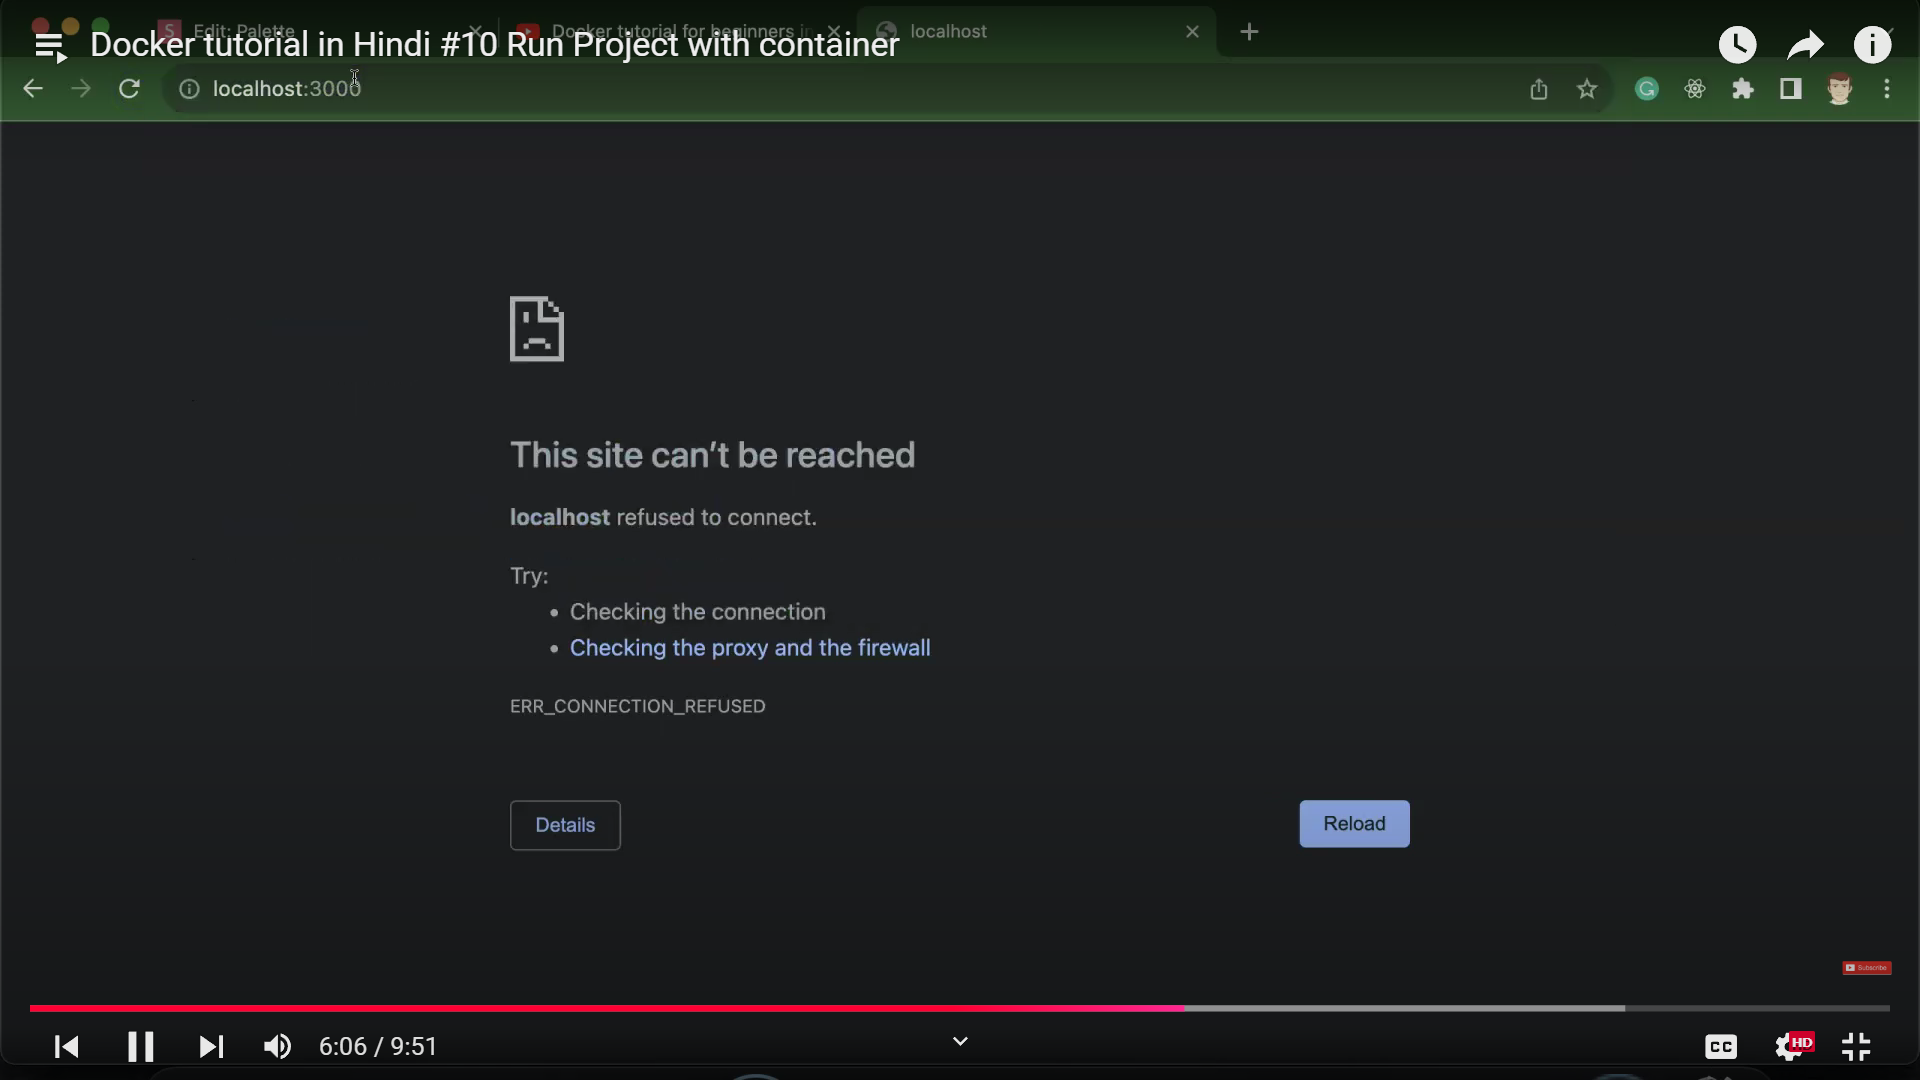 Edit: Palette
Docker tutorial for beginners i
localhost
Docker tutorial in Hindi #10 Run Project with container
localhost:3000
This site can't be reached
localhost refused to connect.
Try:
• Checking the connection
• Checking the proxy and the firewall
ERR_CONNECTION_REFUSED
Details
Reload
Subscribe
6:06 / 9:51
CC
HD